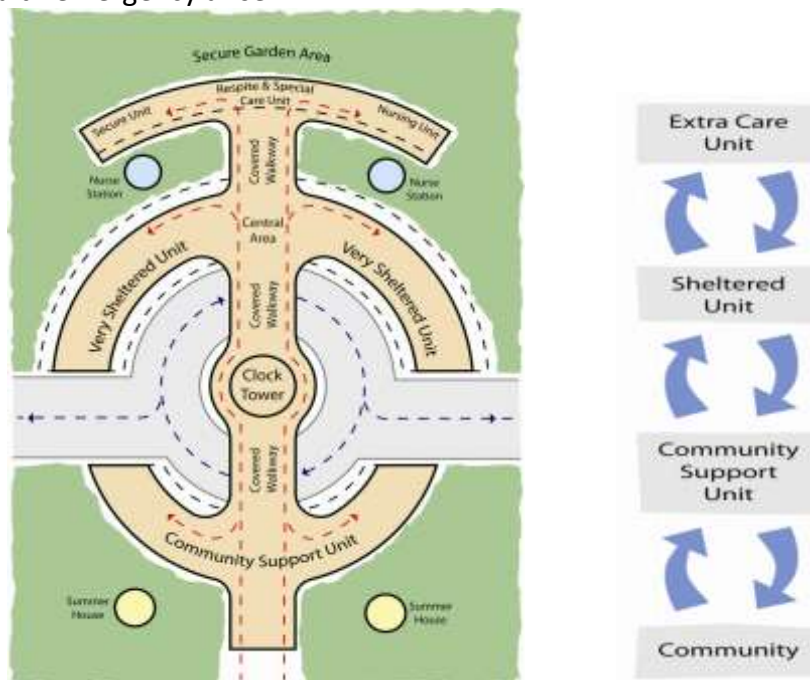 Secure Garden Area
Respite & Special
Care Unit
Secure Unit
Nursing Unit
Covered
Walkway
Nurse
Station
Nurse
Station
Central
Area
Very Sheltered Unit
Very Sheltered Unit
Covered
Walkway
Clock
Tower
Covered
Walkway
Community Support Unit
Summer
House
Summer
House
Extra Care
Unit
Sheltered
Unit
Community
Support
Unit
Community